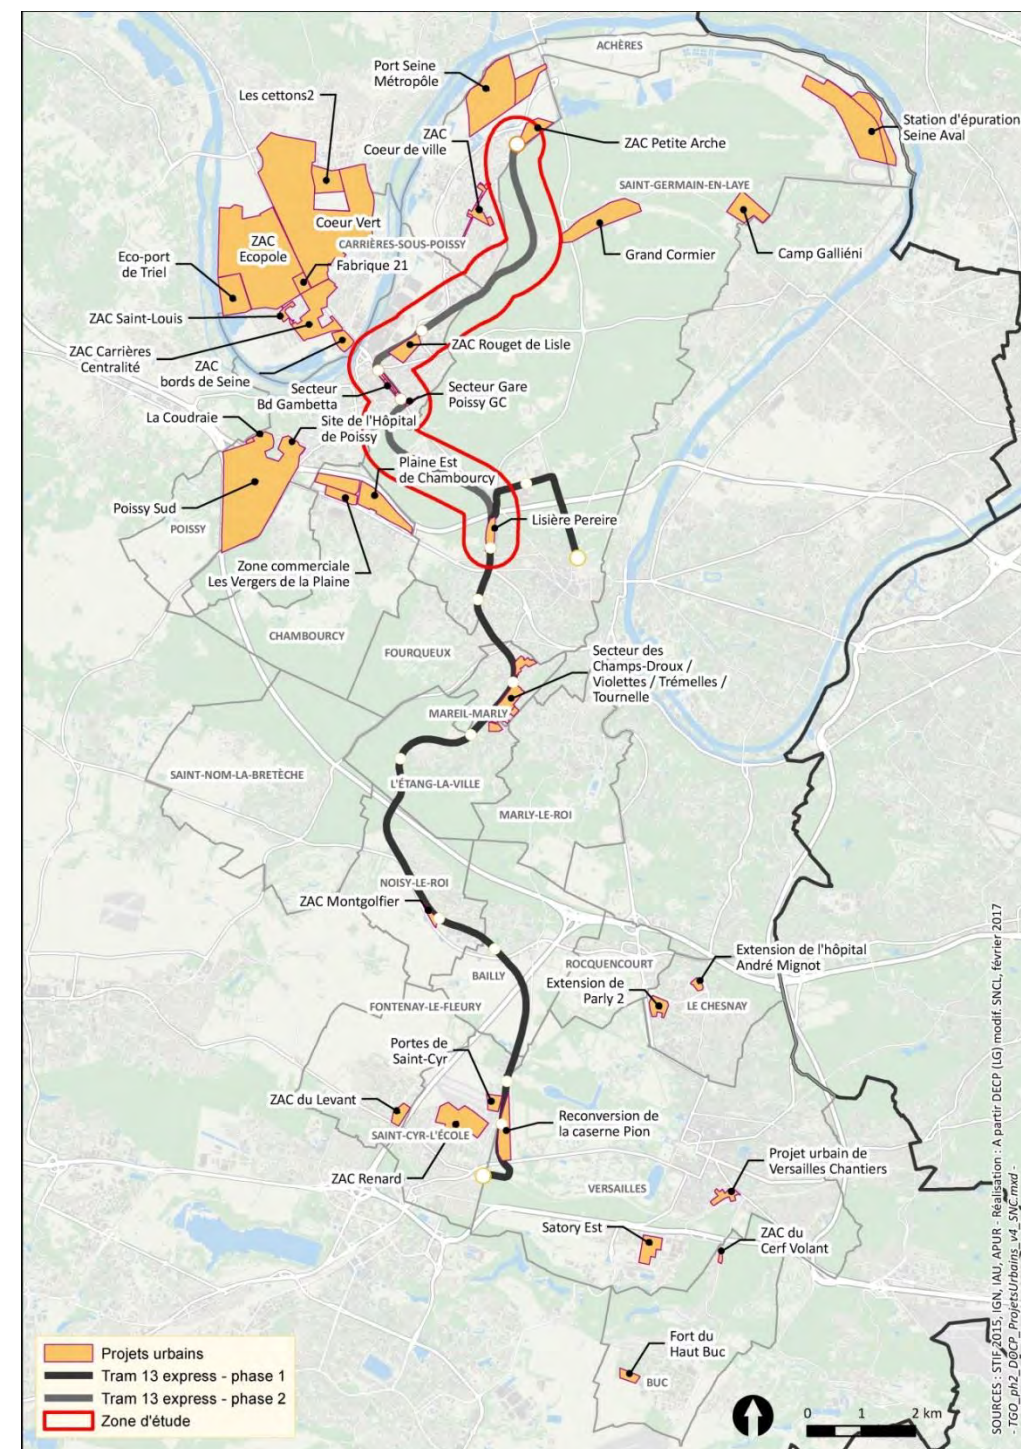 ACHÈRES
Port Seine
Métropôle
Les cettons2
Station d'épuration
Seine Aval
ZAC
Coeur de ville
ZAC Petite Arche
SAINT-GERMAIN-EN-LAYE
Coeur Vert
ZAC
Ecopole
CARRIÈRES-SOUS-POISSY
Grand Cormier
Camp Galliéni
Eco-port
de Triel
Fabrique 21
ZAC Saint-Louis
ZAC Carrières
Centralité
ZAC
bords de Seine
ZAC Rouget de Lisle
Secteur
Bd Gambetta
Secteur Gare
Poissy GC
La Coudraie
Site de l'Hôpital
de Poissy
Plaine Est
de Chambourcy
Poissy Sud
POISSY
Lisière Pereire
Zone commerciale
Les Vergers de la Plaine
CHAMBOURCY
FOURQUEUX
Secteur des
Champs-Droux /
Violettes / Trémelles /
Tournelle
MAREIL-MARLY
SAINT-NOM-LA-BRETÈCHE
L'ÉTANG-LA-VILLE
MARLY-LE-ROI
NOISY-LE-ROI
ZAC Montgolfier
BAILLY
ROCQUENCOURT
Extension de l'hôpital
André Mignot
Extension de
Parly 2
LE CHESNAY
FONTENAY-LE-FLEURY
Portes de
Saint-Cyr
ZAC du Levant
SAINT-CYR-L'ÉCOLE
Reconversion de
la caserne Pion
ZAC Renard
VERSAILLES
Projet urbain de
Versailles Chantiers
Satory Est
ZAC du
Cerf Volant
Fort du
Haut Buc
BUC
Projets urbains
Tram 13 express - phase 1
Tram 13 express - phase 2
Zone d'étude
0 1 2 km
SOURCES : STIF 2015, IGN, IAU, APUR - Réalisation : A partir DECP (LG) modif. SNCL, février 2017
- TGO_ph2_DOCP_ProjetsUrbains_v4_SNC.mxd -